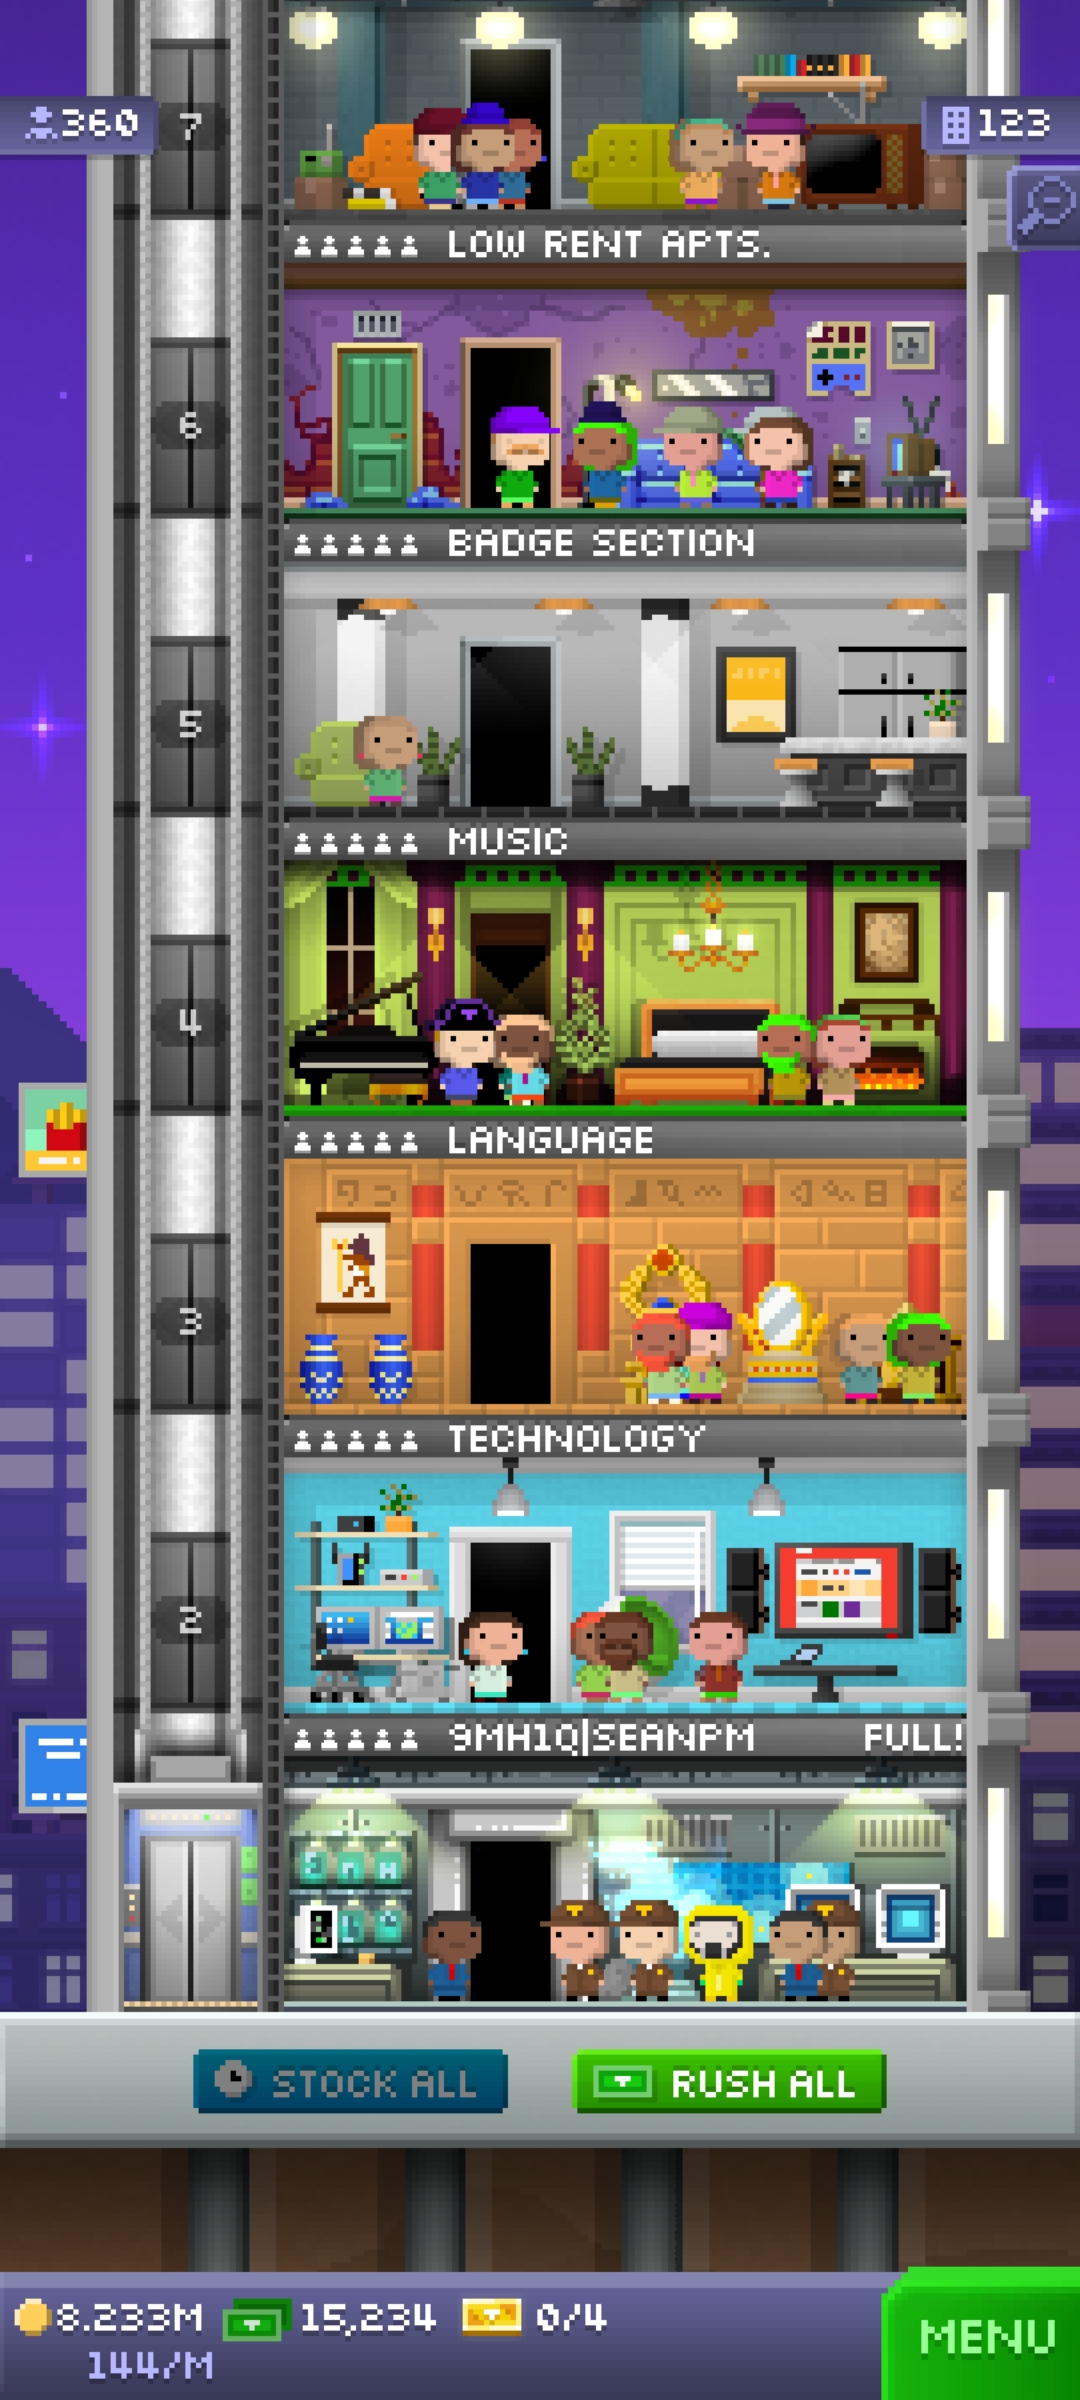 360
7
123
LOW RENT APTS.
6
BADGE SECTION
5
MUSIC
4
LANGUAGE
3
TECHNOLOGY
2
9MH1Q|SEANPM FULL!
STOCK ALL
RUSH ALL
8.233M
15,234
0/4
144/M
MENU